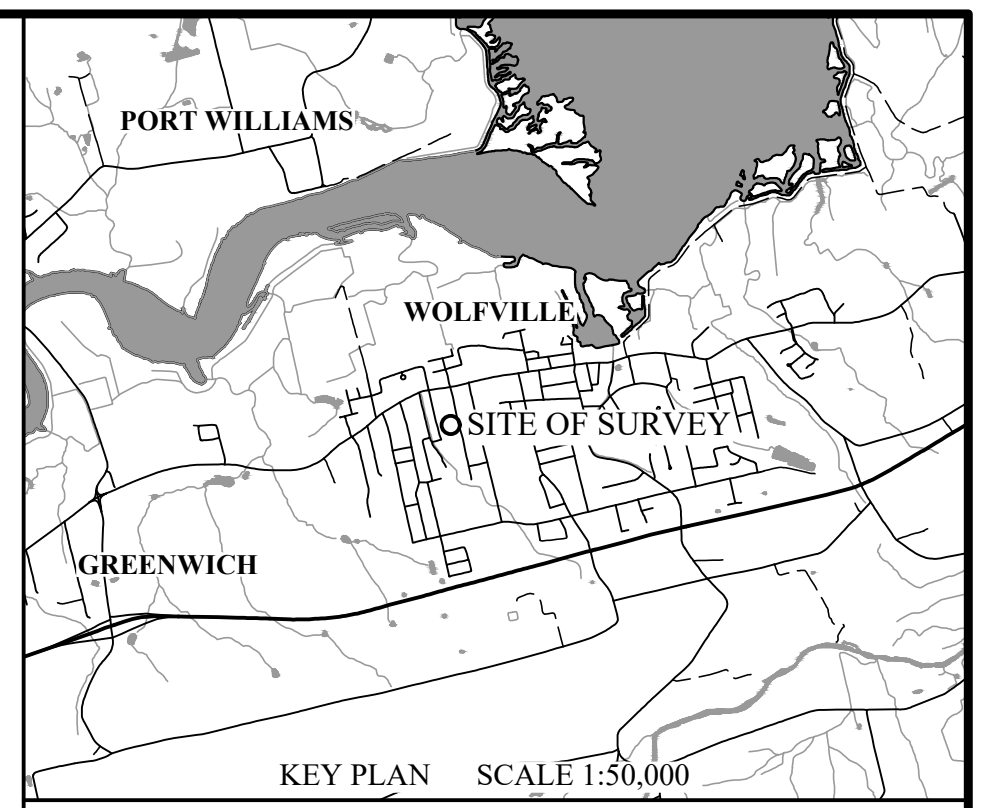 PORT WILLIAMS
WOLFVILLE
SITE OF SURVEY
GREENWICH
KEY PLAN SCALE 1:50,000